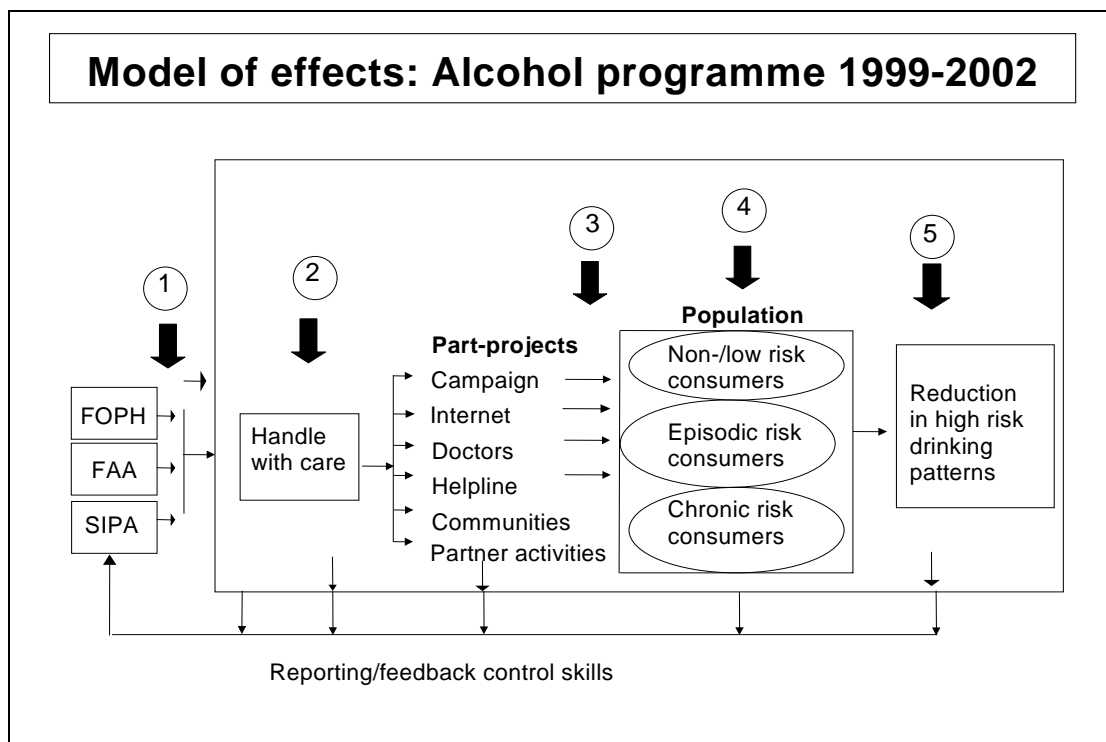 Model of effects: Alcohol programme 1999-2002
1
2
3
4
5
FOPH
FAA
SIPA
Handle
with care
Part-projects
Campaign
Internet
Doctors
Helpline
Communities
Partner activities
Population
Non-/low risk
consumers
Episodic risk
consumers
Chronic risk
consumers
Reduction
in high risk
drinking
patterns
Reporting/feedback control skills